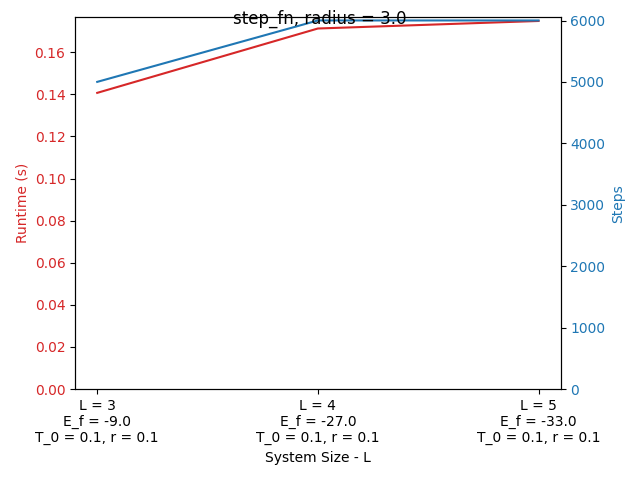 step_fn, radius = 3.0
Runtime (s)
0.16
0.14
0.12
0.10
0.08
0.06
0.04
0.02
0.00
6000
5000
4000
3000
2000
1000
0
Steps
L = 3
E_f = -9.0
T_0 = 0.1, r = 0.1
L = 4
E_f = -27.0
T_0 = 0.1, r = 0.1
L = 5
E_f = -33.0
T_0 = 0.1, r = 0.1
System Size - L